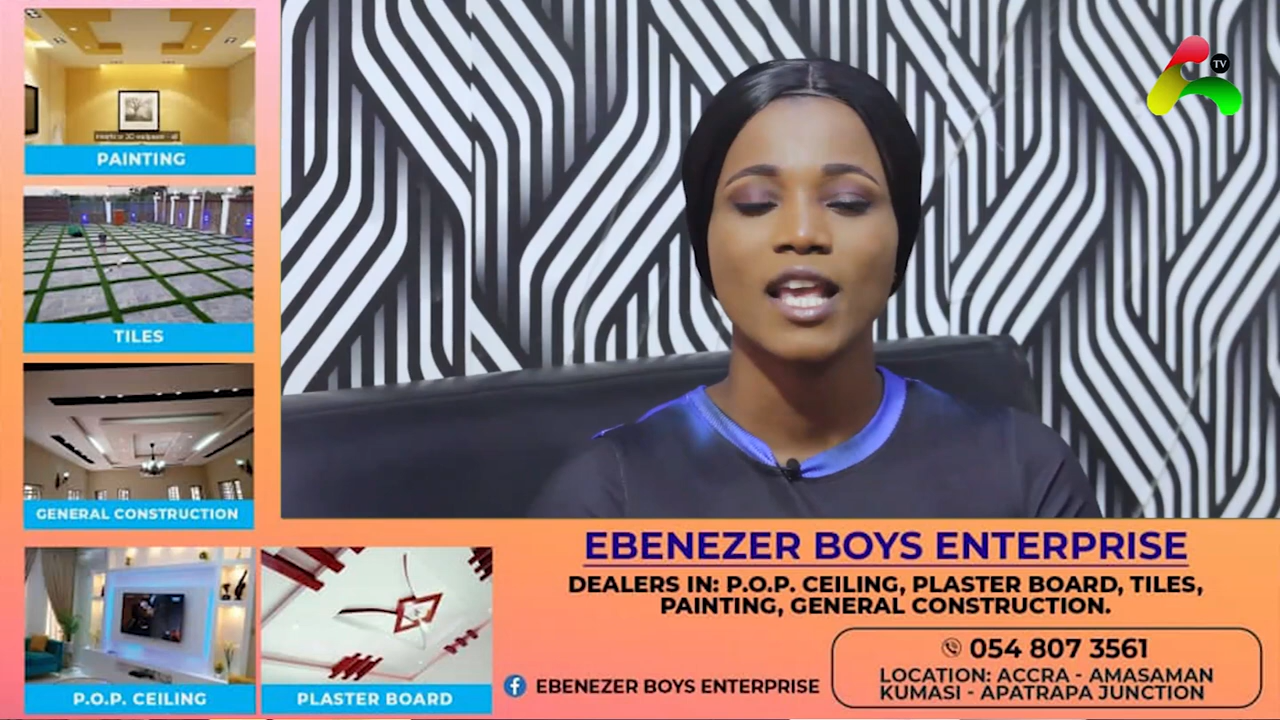 TV
PAINTING
TILES
GENERAL CONSTRUCTION
P.O.P. CEILING
PLASTER BOARD
EBENEZER BOYS ENTERPRISE
DEALERS IN: P.O.P. CEILING, PLASTER BOARD, TILES,
PAINTING, GENERAL CONSTRUCTION.
054 807 3561
LOCATION: ACCRA - AMASAMAN
KUMASI - APATRAPA JUNCTION
EBENEZER BOYS ENTERPRISE